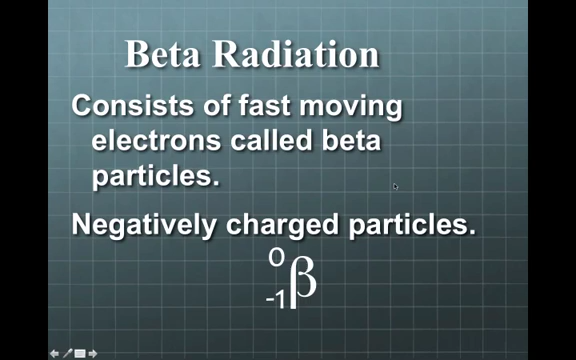 Beta Radiation
Consists of fast moving
electrons called beta
particles.
Negatively charged particles.
0
-1β